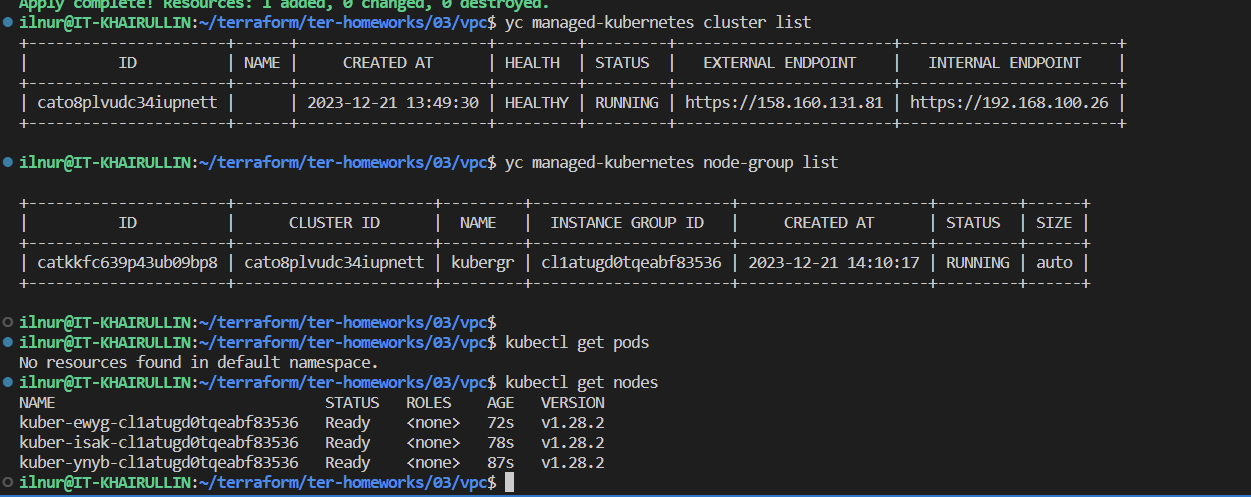 Apply complete! Resources: 1 added, 0 changed, 0 destroyed.
ilnur@IT-KHAIRULLIN:~/terraform/ter-homeworks/03/vpc$ yc managed-kubernetes cluster list
+----------------------+------+---------------------+---------+---------+-------------------------+------------------------+
|          ID          | NAME |     CREATED AT      | HEALTH  | STATUS  |    EXTERNAL ENDPOINT    |   INTERNAL ENDPOINT    |
+----------------------+------+---------------------+---------+---------+-------------------------+------------------------+
| cato8plvudc34iupnett |      | 2023-12-21 13:49:30 | HEALTHY | RUNNING | https://158.160.131.81 | https://192.168.100.26 |
+----------------------+------+---------------------+---------+---------+-------------------------+------------------------+
ilnur@IT-KHAIRULLIN:~/terraform/ter-homeworks/03/vpc$ yc managed-kubernetes node-group list
+----------------------+----------------------+---------+----------------------+---------------------+---------+------+
|          ID          |      CLUSTER ID      |  NAME   |  INSTANCE GROUP ID   |     CREATED AT      | STATUS  | SIZE |
+----------------------+----------------------+---------+----------------------+---------------------+---------+------+
| catkkfc639p43ub09bp8 | cato8plvudc34iupnett | kubergr | cl1atugd0tqeabf83536 | 2023-12-21 14:10:17 | RUNNING | auto |
+----------------------+----------------------+---------+----------------------+---------------------+---------+------+
ilnur@IT-KHAIRULLIN:~/terraform/ter-homeworks/03/vpc$
ilnur@IT-KHAIRULLIN:~/terraform/ter-homeworks/03/vpc$ kubectl get pods
No resources found in default namespace.
ilnur@IT-KHAIRULLIN:~/terraform/ter-homeworks/03/vpc$ kubectl get nodes
NAME                              STATUS   ROLES    AGE   VERSION
kuber-ewyg-cl1atugd0tqeabf83536   Ready    <none>   72s   v1.28.2
kuber-isak-cl1atugd0tqeabf83536   Ready    <none>   78s   v1.28.2
kuber-ynyb-cl1atugd0tqeabf83536   Ready    <none>   87s   v1.28.2
ilnur@IT-KHAIRULLIN:~/terraform/ter-homeworks/03/vpc$